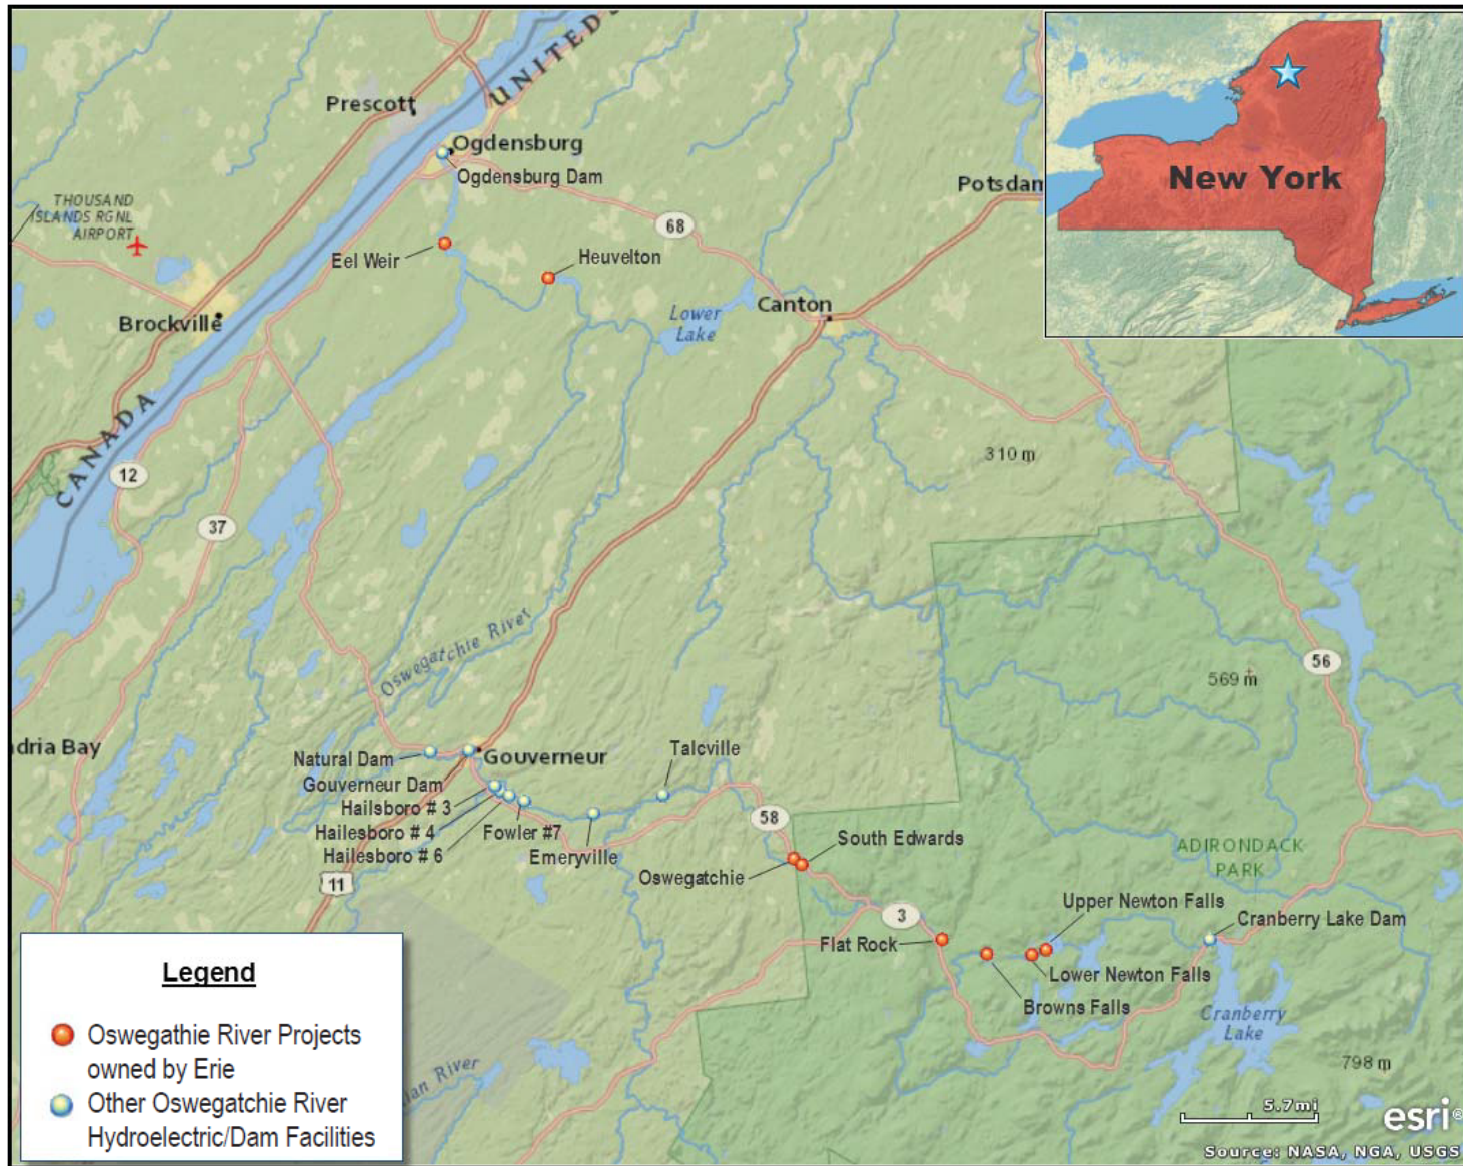 UNITED S
Prescott
Ogdensburg
Ogdensburg Dam
New York
Potsdam
THOUSAND
ISLANDS RGNL
AIRPORT
68
Eel Weir
Heuvelton
Brockville
Lower
Lake
Canton
CANADA
12
310 m
37
Oswegatchie River
56
569 m
ndria Bay
Natural Dam
Gouverneur
Talcville
Gouverneur Dam
Hailsboro # 3
Hailesboro # 4
Hailesboro # 6
Fowler #7
Emeryville
58
South Edwards
Oswegatchie
ADIRONDACK
PARK
11
3
Upper Newton Falls
Cranberry Lake Dam
Flat Rock
Lower Newton Falls
Browns Falls
Cranberry
Lake
798 m
ian River
Legend
Oswegathie River Projects
owned by Erie
Other Oswegatchie River
Hydroelectric/Dam Facilities
5.7mi
esri®
Source: NASA, NGA, USGS